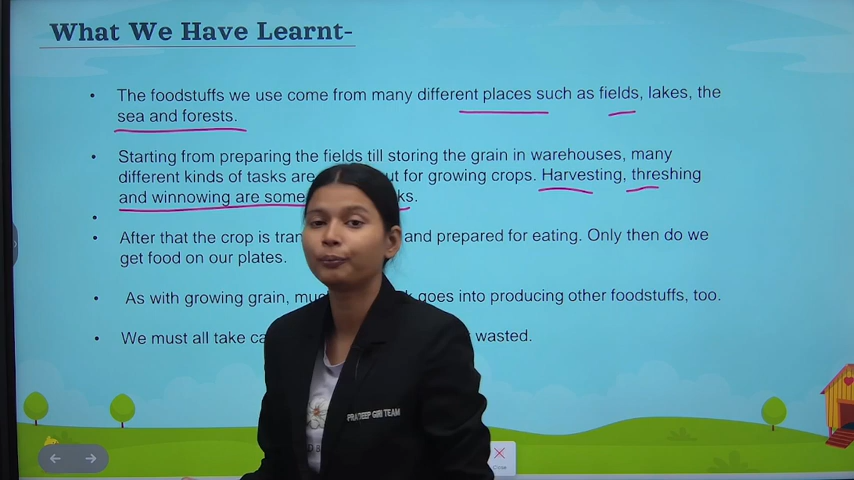 What We Have Learnt-
• The foodstuffs we use come from many different places such as fields, lakes, the
sea and forests.
• Starting from preparing the fields till storing the grain in warehouses, many
different kinds of tasks are ut for growing crops. Harvesting, threshing
and winnowing are some ks.
•
• After that the crop is tran and prepared for eating. Only then do we
get food on our plates.
• As with growing grain, muc k goes into producing other foodstuffs, too.
• We must all take ca wasted.
PRADEEP GIRI TEAM
Close